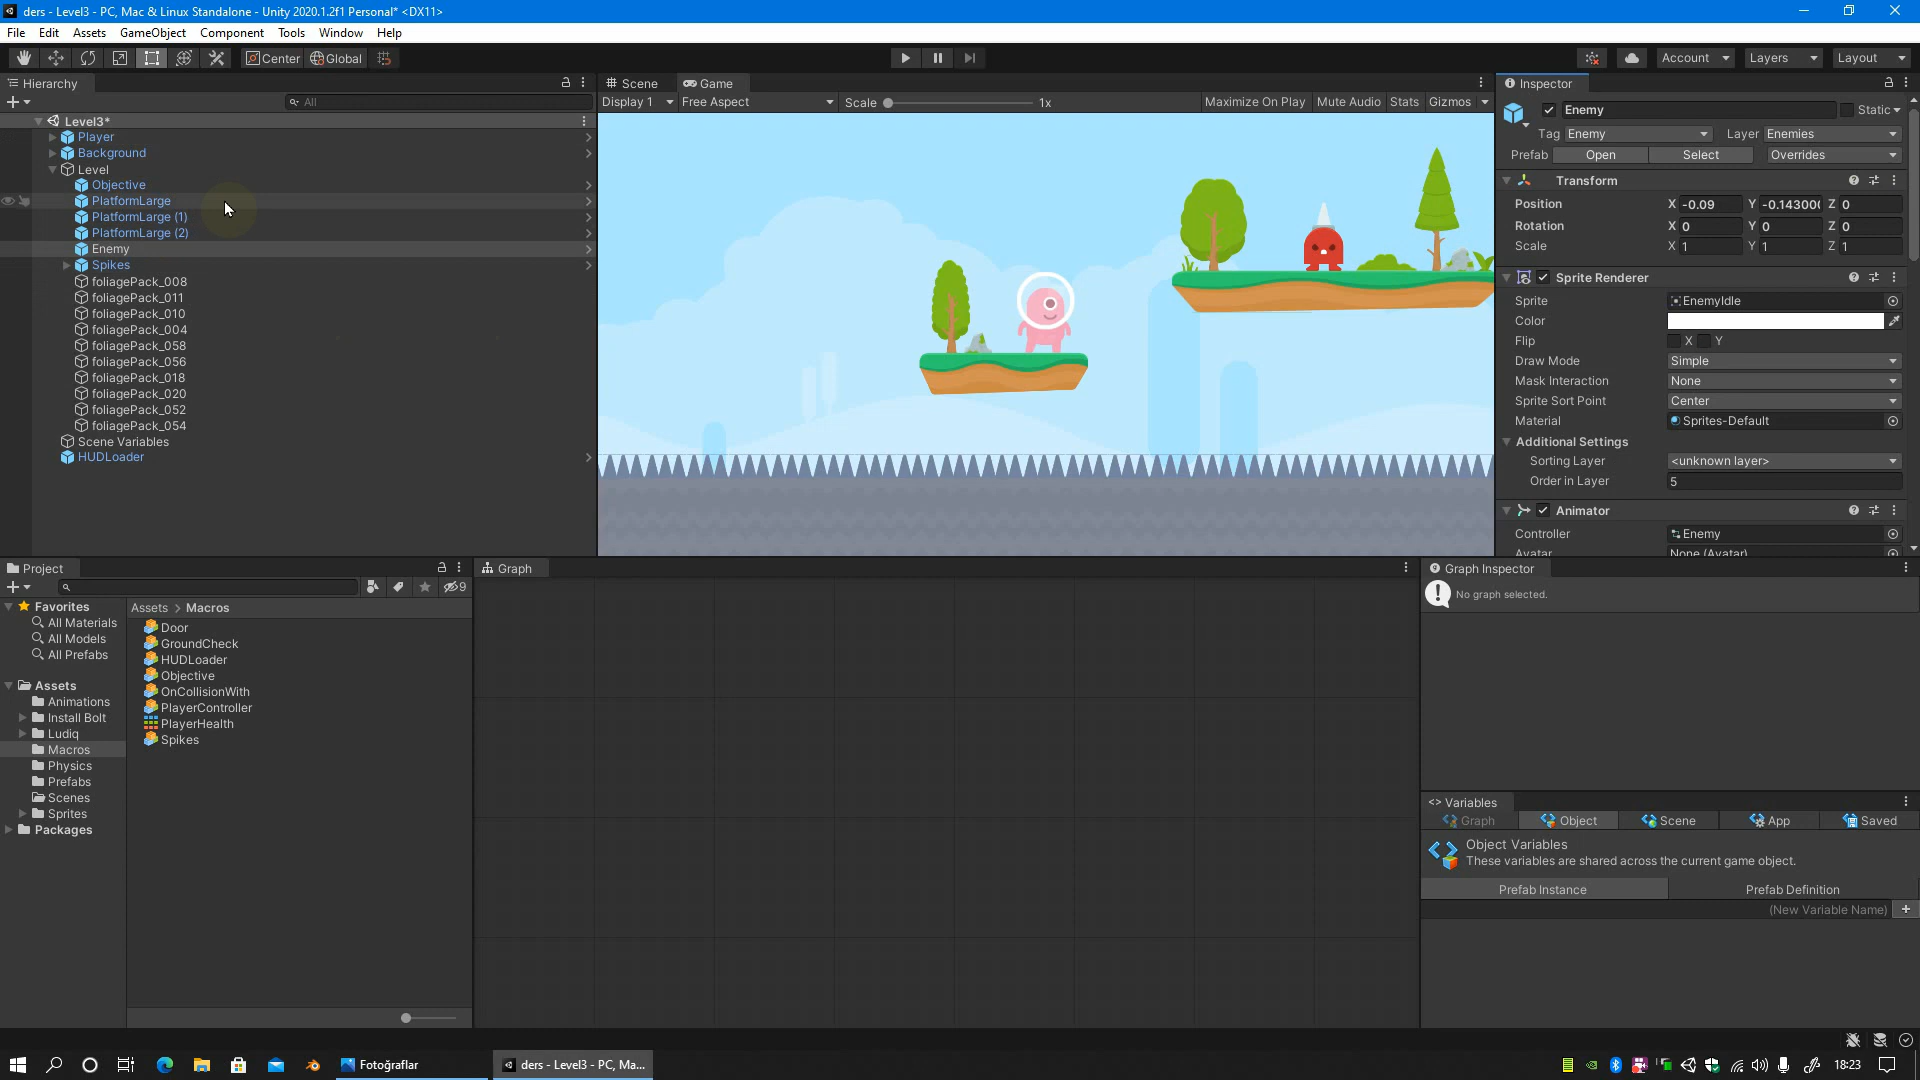 ders - Level3 - PC, Mac & Linux Standalone - Unity 2020.1.2f1 Personal* <DX11>
File Edit Assets GameObject Component Tools Window Help
Center Global Account Layers Layout
Hierarchy
All
Level3*
Player
Background
Level
Objective
PlatformLarge
PlatformLarge (1)
PlatformLarge (2)
Enemy
Spikes
foliagePack_008
foliagePack_011
foliagePack_010
foliagePack_004
foliagePack_058
foliagePack_056
foliagePack_018
foliagePack_020
foliagePack_052
foliagePack_054
Scene Variables
HUDLoader
Scene Game
Display 1 Free Aspect Scale 1x Maximize On Play Mute Audio Stats Gizmos
Inspector
Enemy Static
Tag Enemy Layer Enemies
Prefab Open Select Overrides
Transform
Position X -0.09 Y -0.143000 Z 0
Rotation X 0 Y 0 Z 0
Scale X 1 Y 1 Z 1
Sprite Renderer
Sprite EnemyIdle
Color
Flip X Y
Draw Mode Simple
Mask Interaction None
Sprite Sort Point Center
Material Sprites-Default
Additional Settings
Sorting Layer <unknown layer>
Order in Layer 5
Animator
Controller Enemy
Avatar None (Avatar)
Project
9
Favorites
All Materials
All Models
All Prefabs
Assets
Animations
Install Bolt
Ludiq
Macros
Physics
Prefabs
Scenes
Sprites
Packages
Assets > Macros
Door
GroundCheck
HUDLoader
Objective
OnCollisionWith
PlayerController
PlayerHealth
Spikes
Graph
Graph Inspector
No graph selected.
<> Variables
Graph Object Scene App Saved
Object Variables
These variables are shared across the current game object.
Prefab Instance Prefab Definition
(New Variable Name)
Fotoğraflar
ders - Level3 - PC, Ma...
18:23